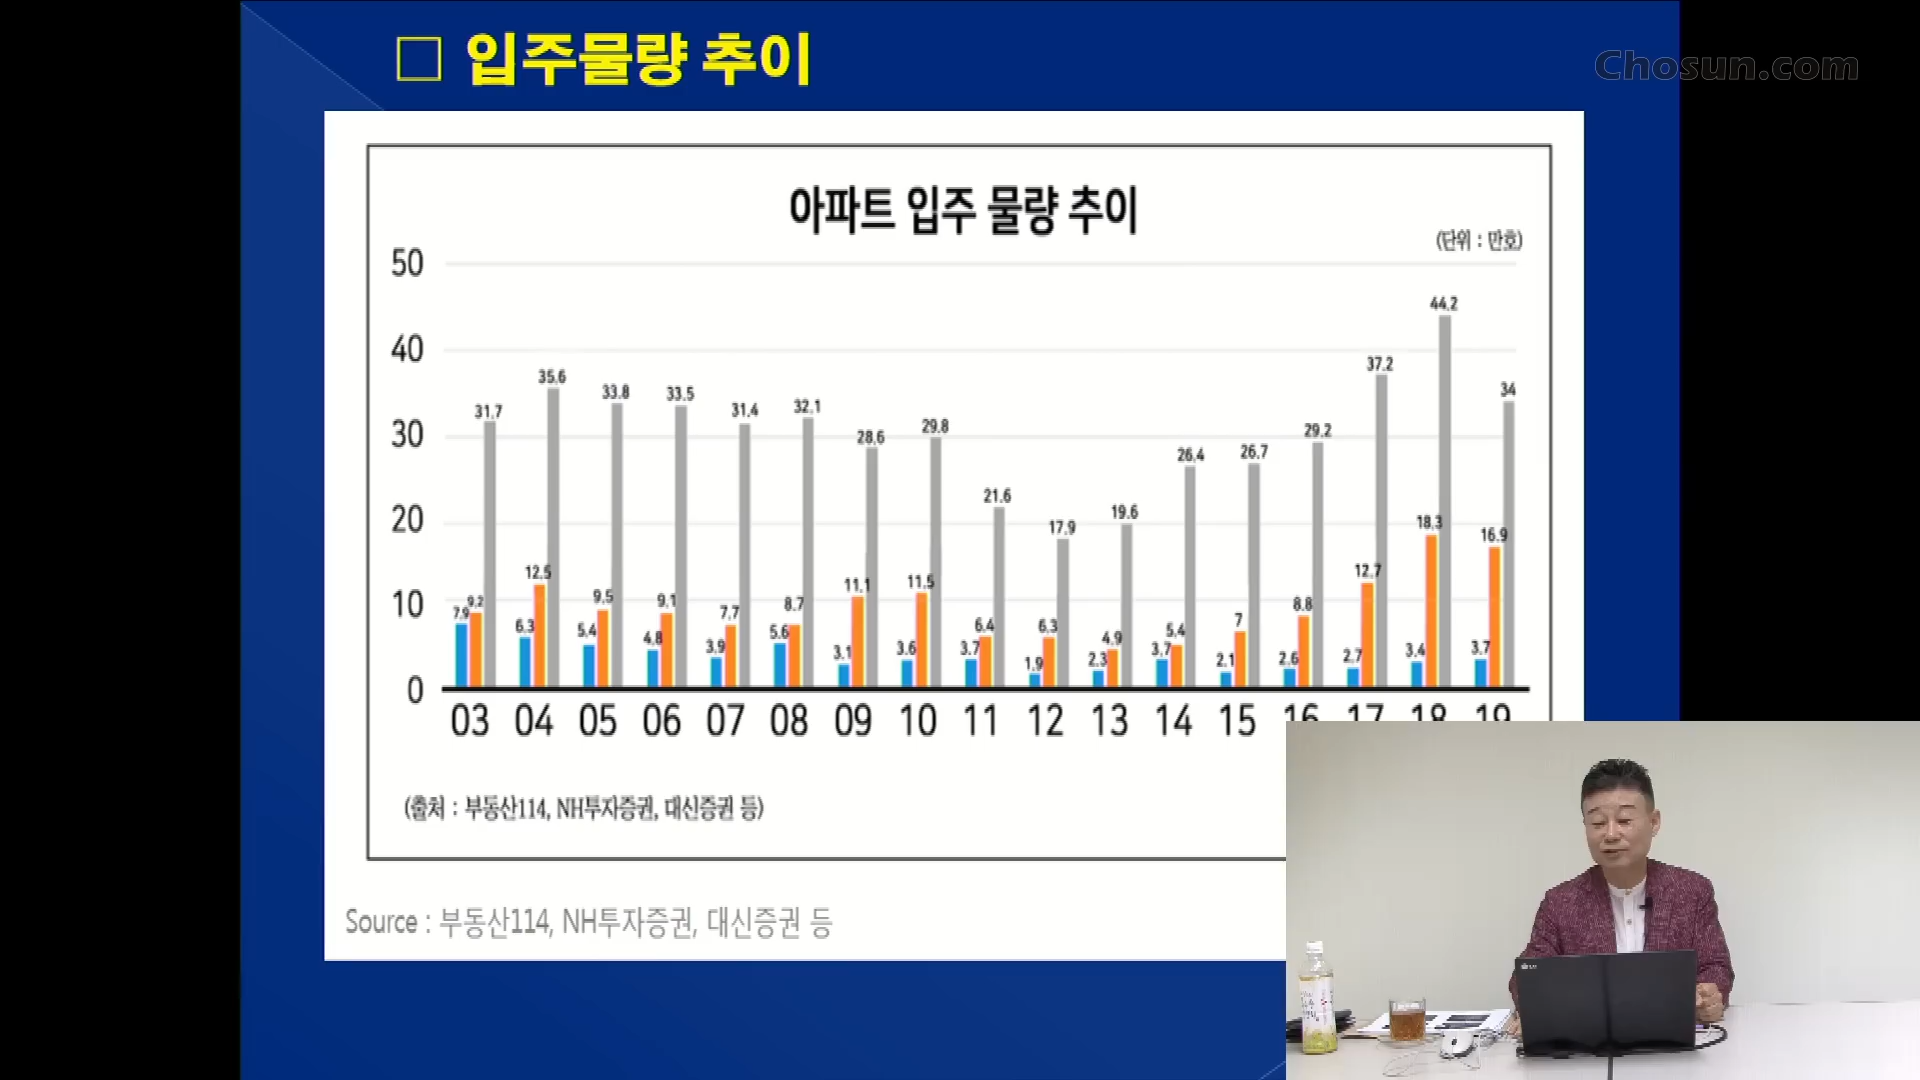 □ 입주물량 추이
Chosun.com
아파트 입주 물량 추이
(단위 : 만호)
50
40
30
20
10
0
7.9 9.2 31.7
6.3 12.5 35.6
5.4 9.5 33.8
4.8 9.1 33.5
3.9 7.7 31.4
5.6 8.7 32.1
3.1 11.1 28.6
3.6 11.5 29.8
3.7 6.4 21.6
1.9 6.3 17.9
2.3 4.9 19.6
3.7 5.4 26.4
2.1 7 26.7
2.6 8.8 29.2
2.7 12.7 37.2
3.4 18.3 44.2
3.7 16.9 34
03 04 05 06 07 08 09 10 11 12 13 14 15 16 17 18 19
(출처 : 부동산114, NH투자증권, 대신증권 등)
Source : 부동산114, NH투자증권, 대신증권 등